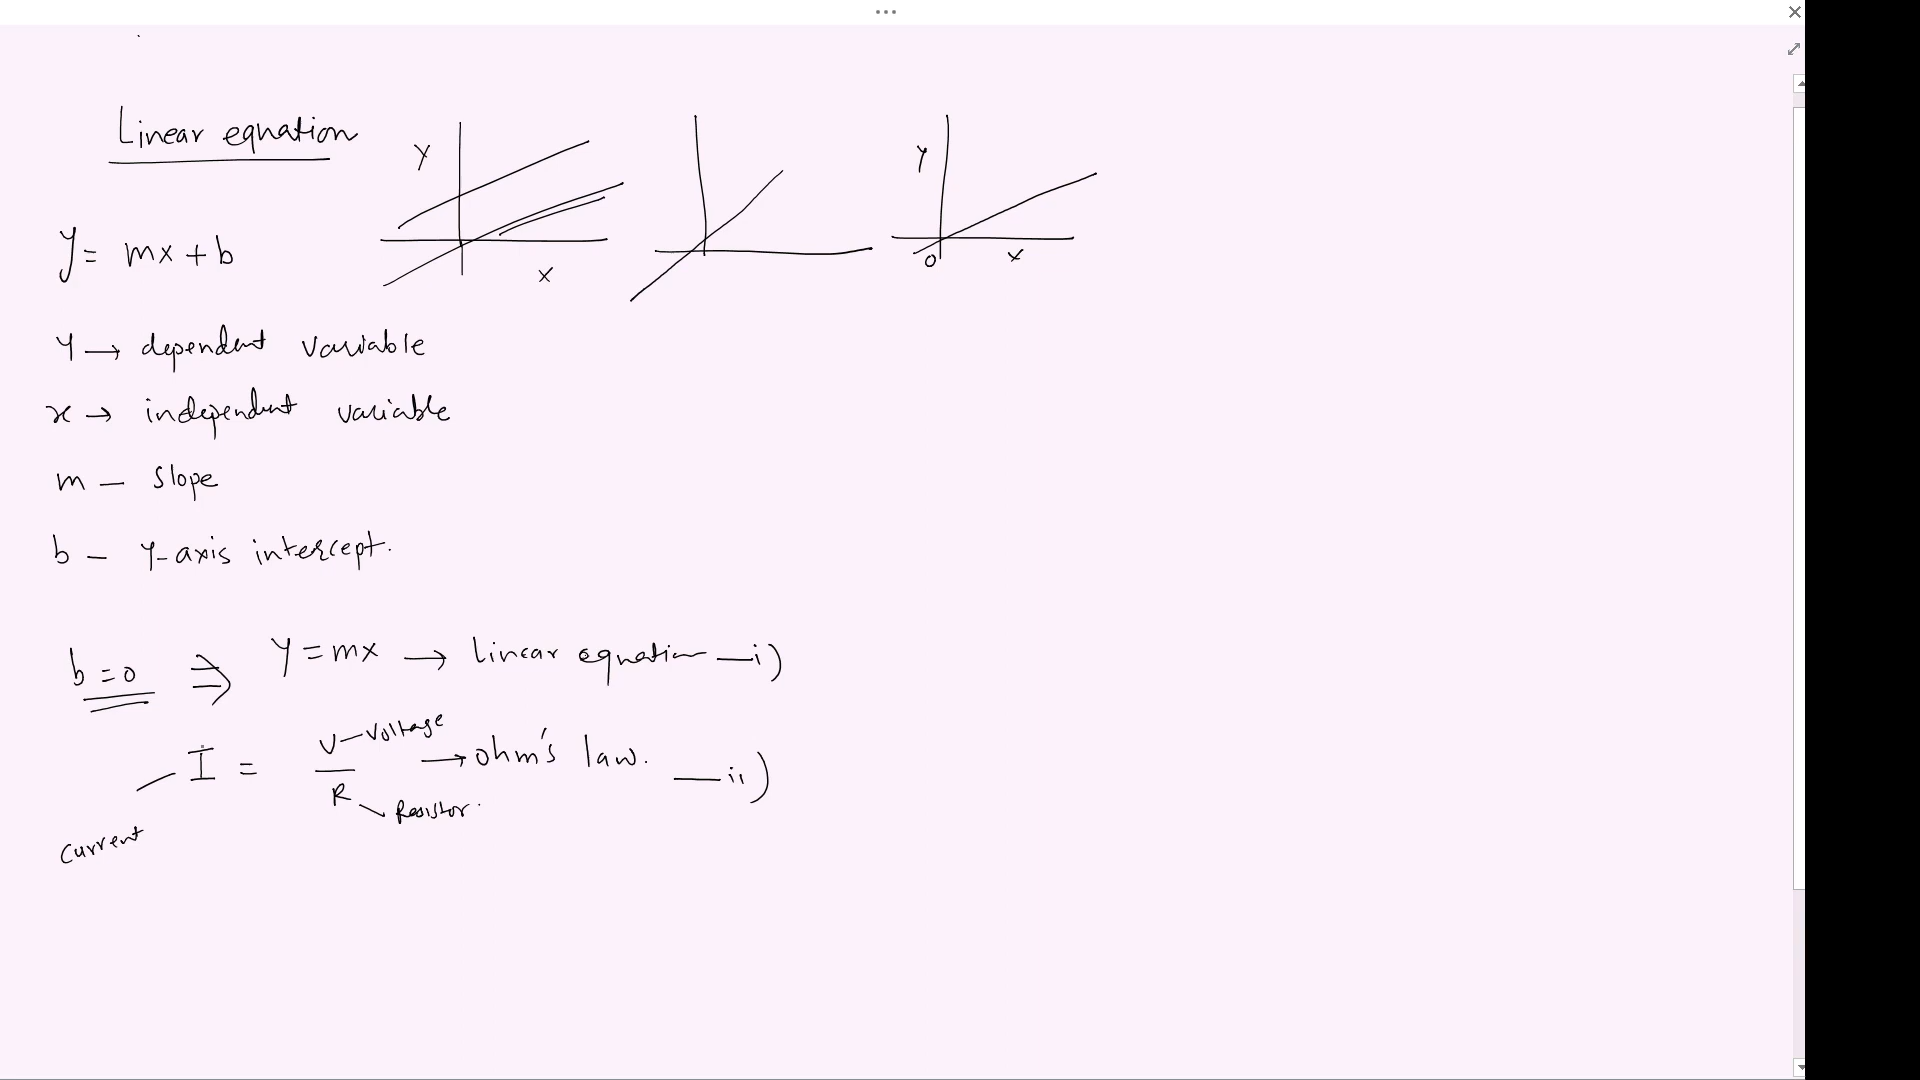 Linear equation
Y
X
Y
0
x
y = mx + b
Y → dependent variable
x → independent variable
m — Slope
b — Y-axis intercept.
b = 0 ⇒ Y = mx → Linear equation — i)
I = V/R → ohm's law. — ii)
Voltage
Resistor.
Current